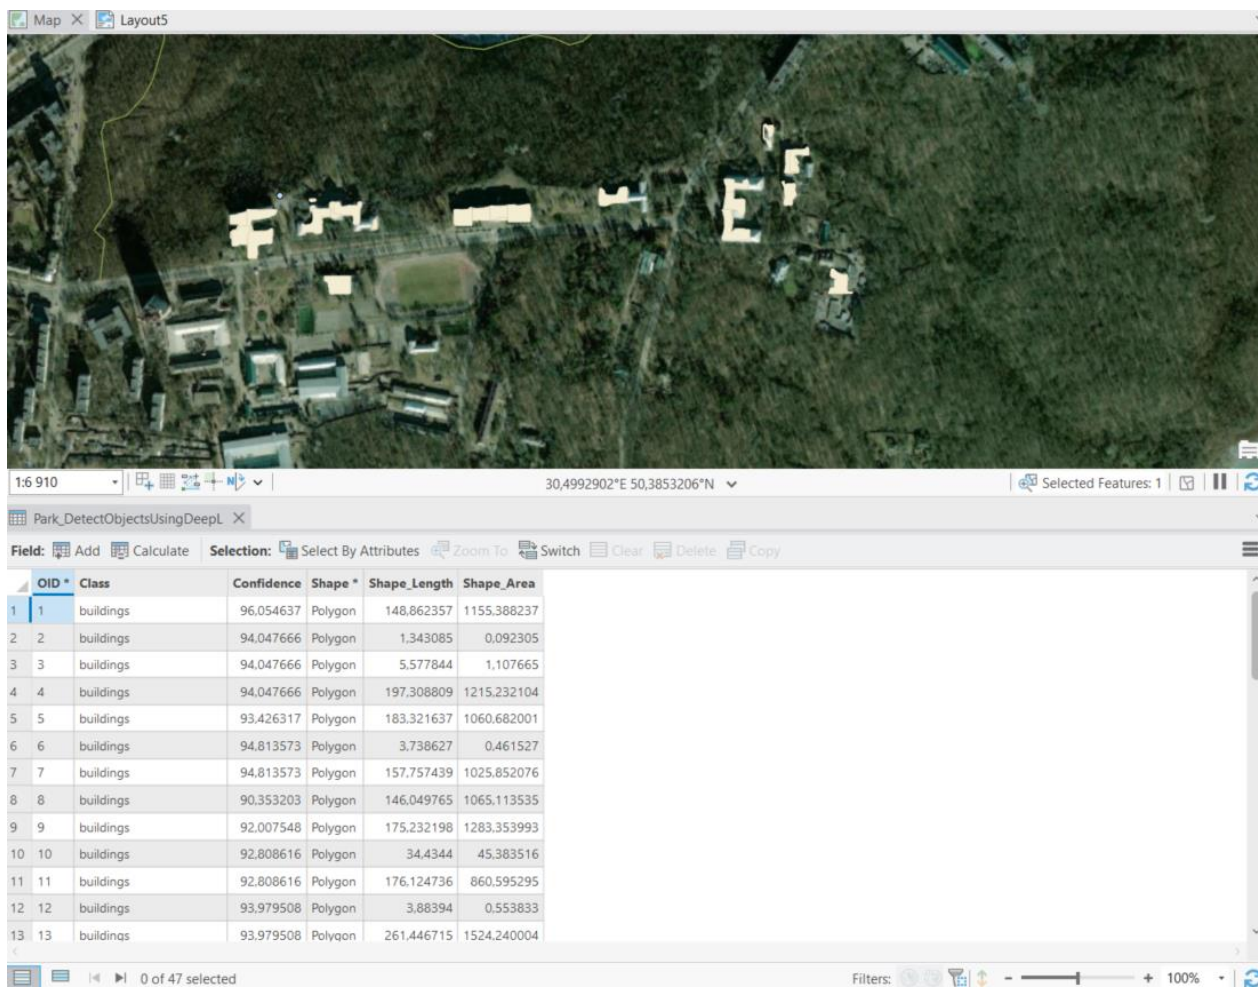 Map Layout5
1:6 910 30,4992902°E 50,3853206°N Selected Features: 1
Park_DetectObjectsUsingDeepL
Field: Add Calculate Selection: Select By Attributes Zoom To Switch Clear Delete Copy
OID * Class Confidence Shape * Shape_Length Shape_Area
1 1 buildings 96,054637 Polygon 148,862357 1155,388237
2 2 buildings 94,047666 Polygon 1,343085 0,092305
3 3 buildings 94,047666 Polygon 5,577844 1,107665
4 4 buildings 94,047666 Polygon 197,308809 1215,232104
5 5 buildings 93,426317 Polygon 183,321637 1060,682001
6 6 buildings 94,813573 Polygon 3,738627 0,461527
7 7 buildings 94,813573 Polygon 157,757439 1025,852076
8 8 buildings 90,353203 Polygon 146,049765 1065,113535
9 9 buildings 92,007548 Polygon 175,232198 1283,353993
10 10 buildings 92,808616 Polygon 34,4344 45,383516
11 11 buildings 92,808616 Polygon 176,124736 860,595295
12 12 buildings 93,979508 Polygon 3,88394 0,553833
13 13 buildings 93,979508 Polygon 261,446715 1524,240004
0 of 47 selected Filters: - + 100%